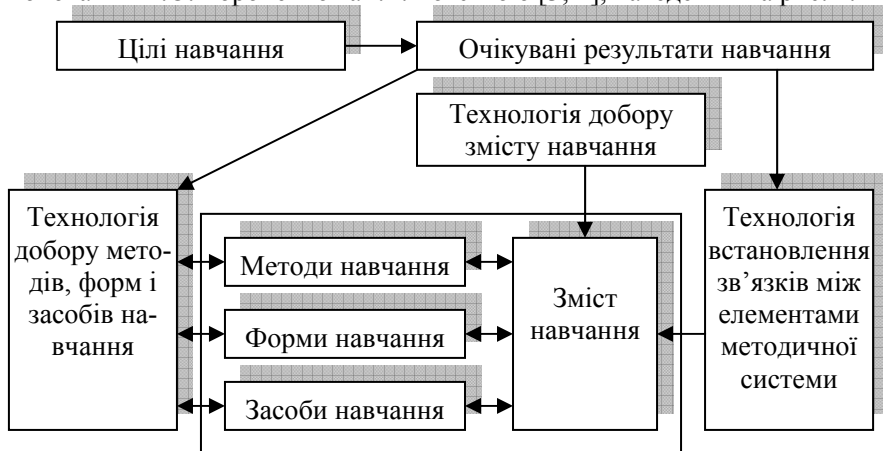 Цілі навчання
Очікувані результати навчання
Технологія добору
змісту навчання
Технологія
добору мето-
дів, форм і
засобів на-
вчання
Методи навчання
Форми навчання
Засоби навчання
Зміст
навчання
Технологія
встановлення
зв’язків між
елементами
методичної
системи